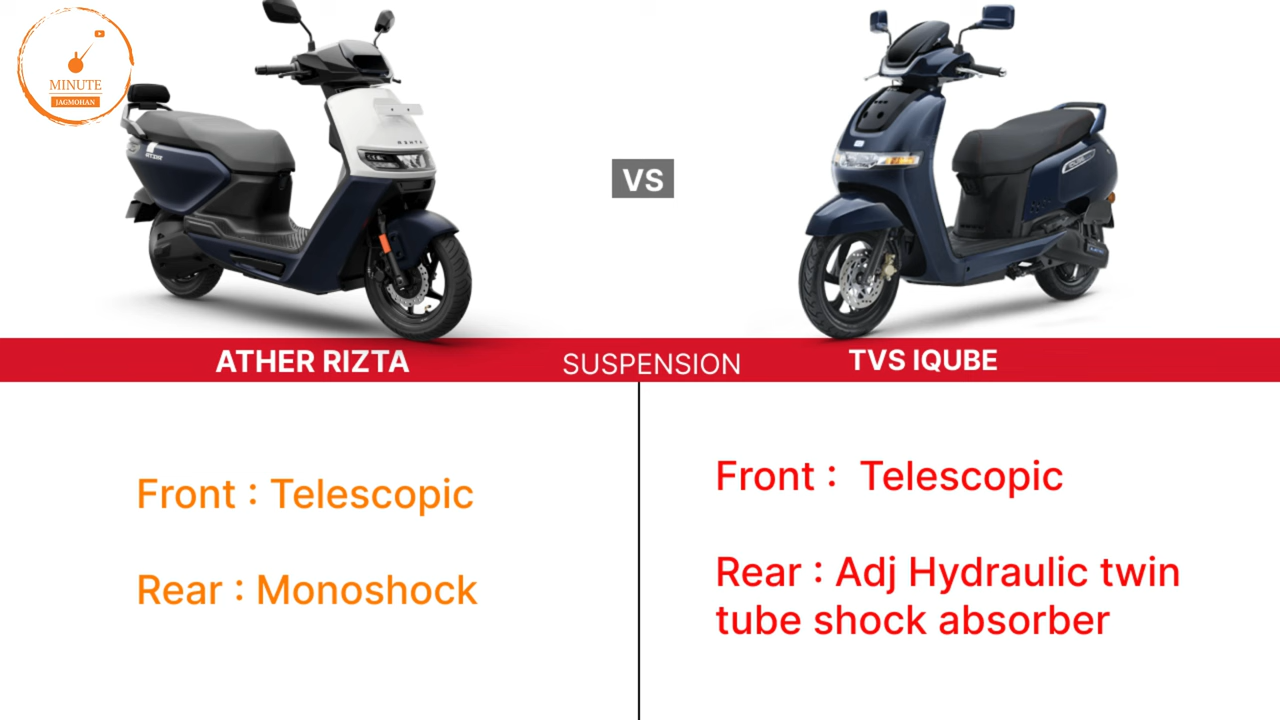 MINUTE
JAGMOHAN
RIZTA
VS
ATHER RIZTA
SUSPENSION
TVS IQUBE
Front : Telescopic
Rear : Monoshock
Front : Telescopic
Rear : Adj Hydraulic twin
tube shock absorber